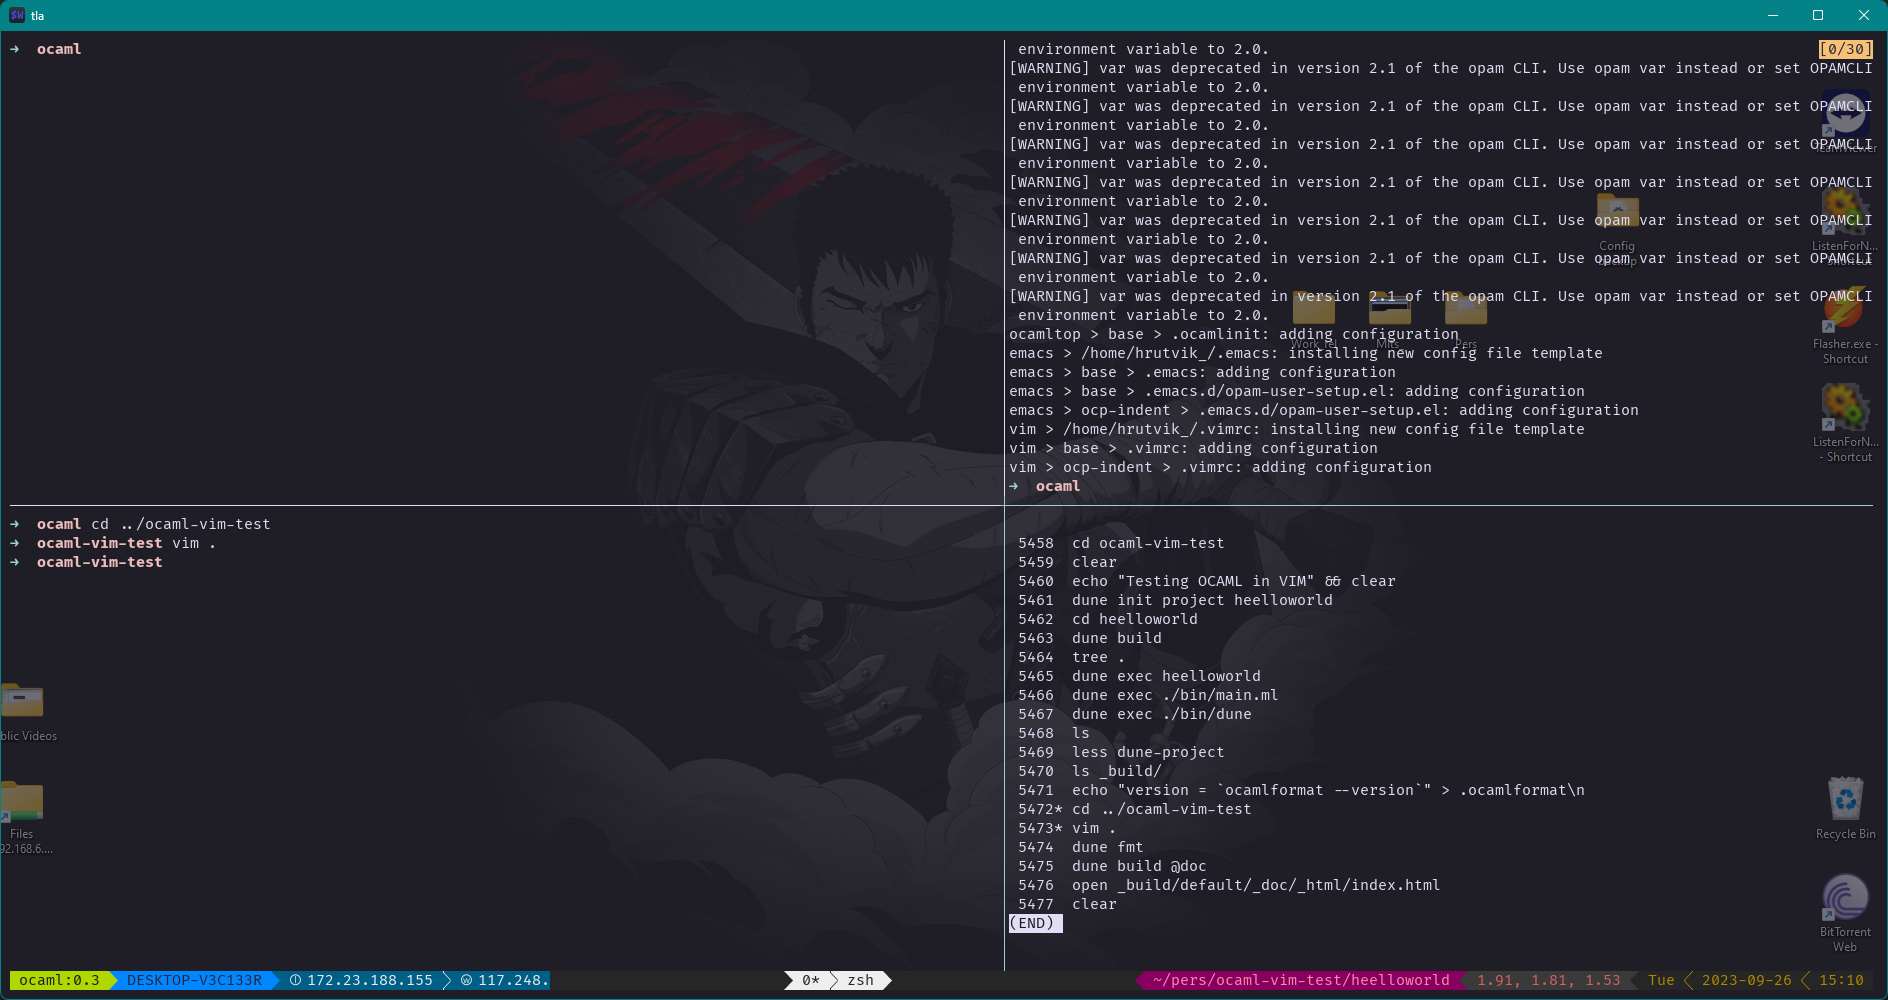 tla
→ ocaml
environment variable to 2.0.
[0/30]
[WARNING] var was deprecated in version 2.1 of the opam CLI. Use opam var instead or set OPAMCLI
environment variable to 2.0.
[WARNING] var was deprecated in version 2.1 of the opam CLI. Use opam var instead or set OPAMCLI
environment variable to 2.0.
[WARNING] var was deprecated in version 2.1 of the opam CLI. Use opam var instead or set OPAMCLI
environment variable to 2.0.
[WARNING] var was deprecated in version 2.1 of the opam CLI. Use opam var instead or set OPAMCLI
environment variable to 2.0.
[WARNING] var was deprecated in version 2.1 of the opam CLI. Use opam var instead or set OPAMCLI
environment variable to 2.0.
[WARNING] var was deprecated in version 2.1 of the opam CLI. Use opam var instead or set OPAMCLI
environment variable to 2.0.
[WARNING] var was deprecated in version 2.1 of the opam CLI. Use opam var instead or set OPAMCLI
environment variable to 2.0.
ocamltop > base > .ocamlinit: adding configuration
emacs > /home/hrutvik_/.emacs: installing new config file template
emacs > base > .emacs: adding configuration
emacs > base > .emacs.d/opam-user-setup.el: adding configuration
emacs > ocp-indent > .emacs.d/opam-user-setup.el: adding configuration
vim > /home/hrutvik_/.vimrc: installing new config file template
vim > base > .vimrc: adding configuration
vim > ocp-indent > .vimrc: adding configuration
→ ocaml
→ ocaml cd ../ocaml-vim-test
→ ocaml-vim-test vim .
→ ocaml-vim-test
5458 cd ocaml-vim-test
5459 clear
5460 echo "Testing OCAML in VIM" && clear
5461 dune init project heelloworld
5462 cd heelloworld
5463 dune build
5464 tree .
5465 dune exec heelloworld
5466 dune exec ./bin/main.ml
5467 dune exec ./bin/dune
5468 ls
5469 less dune-project
5470 ls _build/
5471 echo "version = `ocamlformat --version`" > .ocamlformat\n
5472* cd ../ocaml-vim-test
5473* vim .
5474 dune fmt
5475 dune build @doc
5476 open _build/default/_doc/_html/index.html
5477 clear
(END)
TeamViewer
Config
backup
ListenForN...
- Shortcut
Work rel
Mits
Pers
Flasher.exe -
Shortcut
ListenForN...
- Shortcut
blic Videos
Files
92.168.6....
Recycle Bin
BitTorrent
Web
ocaml:0.3 DESKTOP-V3C133R 172.23.188.155 117.248. 0* zsh ~/pers/ocaml-vim-test/heelloworld 1.91, 1.81, 1.53 Tue 2023-09-26 15:10